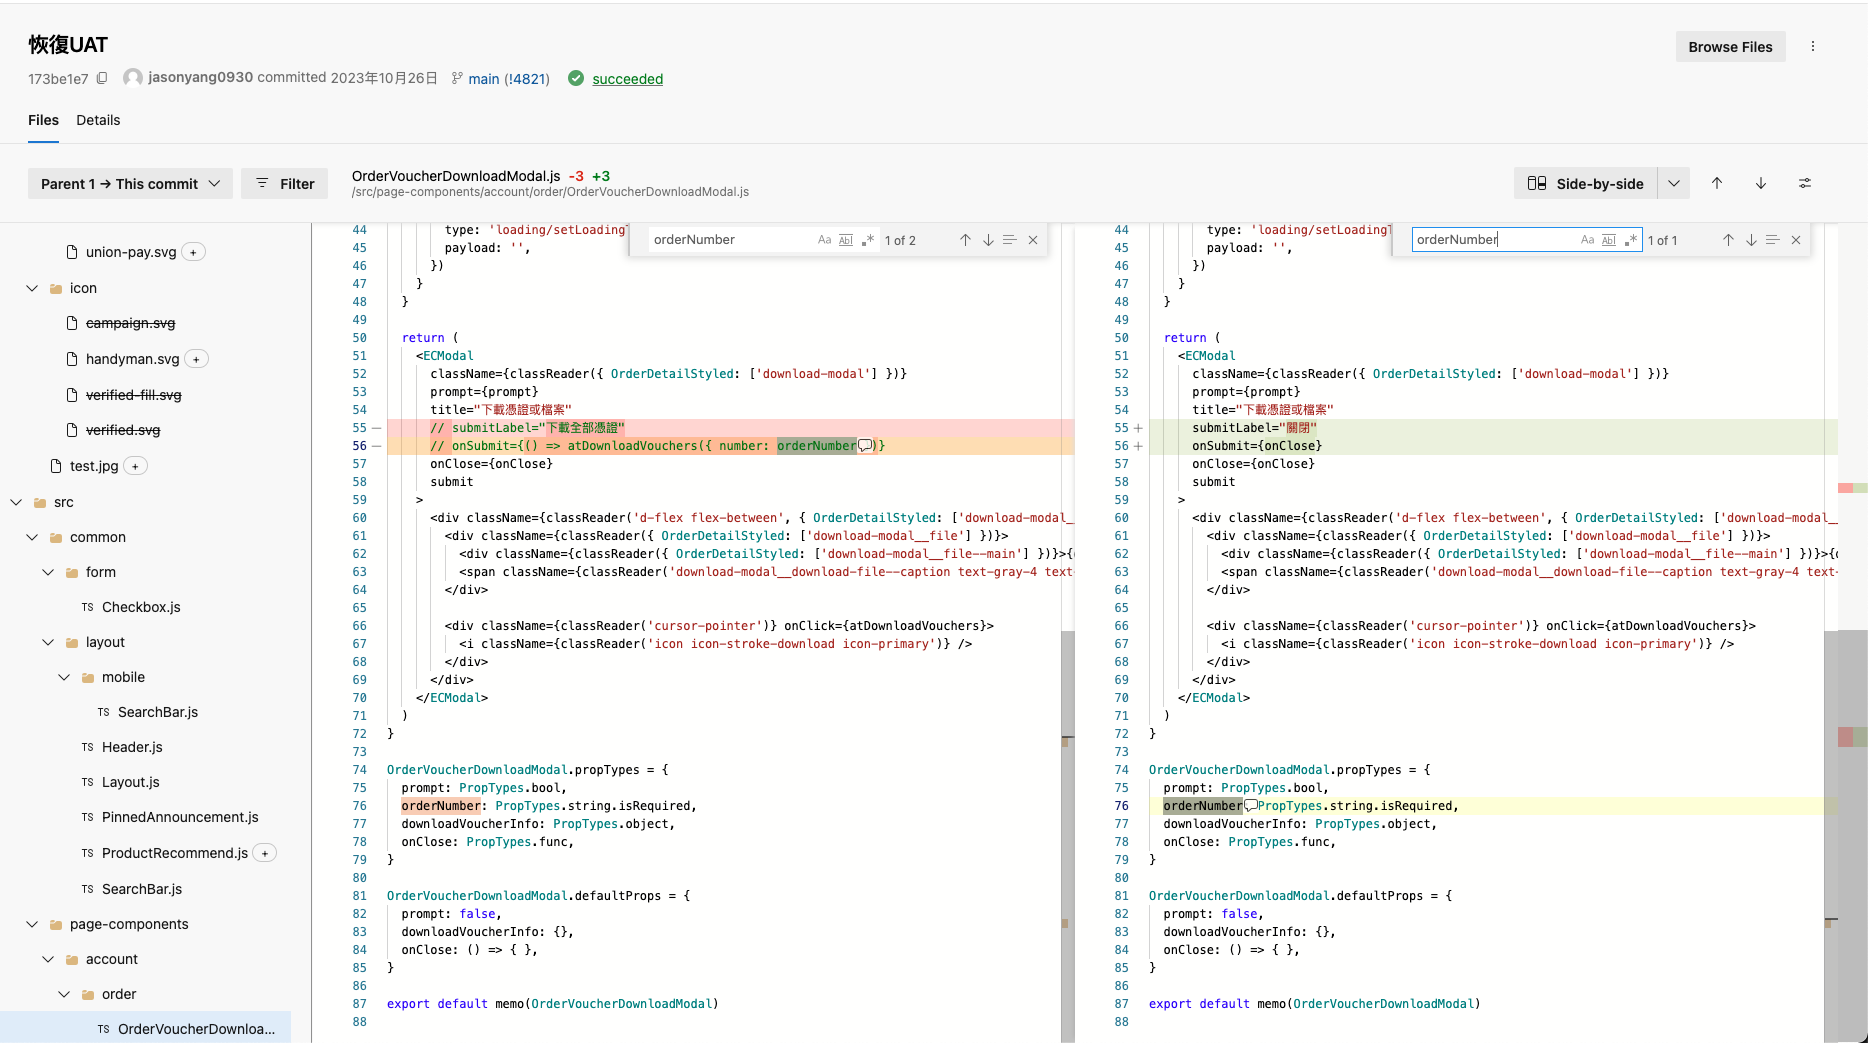 恢復UAT
Browse Files
173be1e7 jasonyang0930 committed 2023年10月26日 main (!4821) succeeded
Files Details
Parent 1 → This commit Filter
OrderVoucherDownloadModal.js -3 +3
/src/page-components/account/order/OrderVoucherDownloadModal.js
Side-by-side
union-pay.svg +
icon
campaign.svg
handyman.svg +
verified-fill.svg
verified.svg
test.jpg +
src
common
form
TS Checkbox.js
layout
mobile
TS SearchBar.js
TS Header.js
TS Layout.js
TS PinnedAnnouncement.js
TS ProductRecommend.js +
TS SearchBar.js
page-components
account
order
TS OrderVoucherDownloa...
orderNumber Aa Abl .* 1 of 2
44 type: 'loading/setLoading
45 payload: '',
46 })
47 }
48 }
49
50 return (
51 <ECModal
52 className={classReader({ OrderDetailStyled: ['download-modal'] })}
53 prompt={prompt}
54 title="下載憑證或檔案"
55 — // submitLabel="下載全部憑證"
56 — // onSubmit={() => atDownloadVouchers({ number: orderNumber )}
57 onClose={onClose}
58 submit
59 >
60 <div className={classReader('d-flex flex-between', { OrderDetailStyled: ['download-modal_
61 <div className={classReader({ OrderDetailStyled: ['download-modal__file'] })}>
62 <div className={classReader({ OrderDetailStyled: ['download-modal__file--main'] })}>{
63 <span className={classReader('download-modal__download-file--caption text-gray-4 text-
64 </div>
65
66 <div className={classReader('cursor-pointer')} onClick={atDownloadVouchers}>
67 <i className={classReader('icon icon-stroke-download icon-primary')} />
68 </div>
69 </div>
70 </ECModal>
71 )
72 }
73
74 OrderVoucherDownloadModal.propTypes = {
75 prompt: PropTypes.bool,
76 orderNumber: PropTypes.string.isRequired,
77 downloadVoucherInfo: PropTypes.object,
78 onClose: PropTypes.func,
79 }
80
81 OrderVoucherDownloadModal.defaultProps = {
82 prompt: false,
83 downloadVoucherInfo: {},
84 onClose: () => { },
85 }
86
87 export default memo(OrderVoucherDownloadModal)
88
orderNumber Aa Abl .* 1 of 1
44 type: 'loading/setLoading
45 payload: '',
46 })
47 }
48 }
49
50 return (
51 <ECModal
52 className={classReader({ OrderDetailStyled: ['download-modal'] })}
53 prompt={prompt}
54 title="下載憑證或檔案"
55 + submitLabel="關閉"
56 + onSubmit={onClose}
57 onClose={onClose}
58 submit
59 >
60 <div className={classReader('d-flex flex-between', { OrderDetailStyled: ['download-modal__
61 <div className={classReader({ OrderDetailStyled: ['download-modal__file'] })}>
62 <div className={classReader({ OrderDetailStyled: ['download-modal__file--main'] })}>{
63 <span className={classReader('download-modal__download-file--caption text-gray-4 text-
64 </div>
65
66 <div className={classReader('cursor-pointer')} onClick={atDownloadVouchers}>
67 <i className={classReader('icon icon-stroke-download icon-primary')} />
68 </div>
69 </div>
70 </ECModal>
71 )
72 }
73
74 OrderVoucherDownloadModal.propTypes = {
75 prompt: PropTypes.bool,
76 orderNumber PropTypes.string.isRequired,
77 downloadVoucherInfo: PropTypes.object,
78 onClose: PropTypes.func,
79 }
80
81 OrderVoucherDownloadModal.defaultProps = {
82 prompt: false,
83 downloadVoucherInfo: {},
84 onClose: () => { },
85 }
86
87 export default memo(OrderVoucherDownloadModal)
88